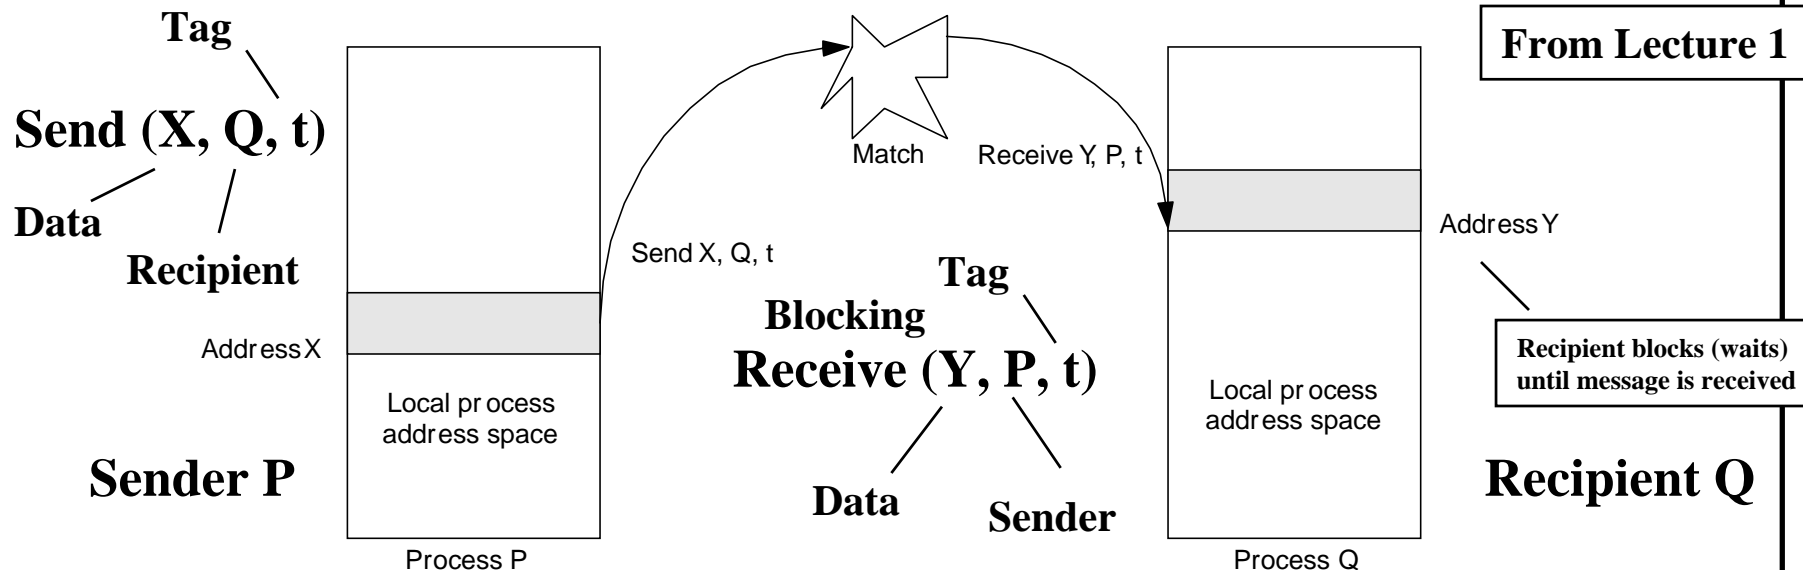 Tag
Send (X, Q, t)
Data
Recipient
Address X
Sender P
Local process
address space
Process P
Send X, Q, t
Match
Receive Y, P, t
Tag
Blocking
Receive (Y, P, t)
Data
Sender
From Lecture 1
Address Y
Recipient blocks (waits)
until message is received
Local process
address space
Recipient Q
Process Q